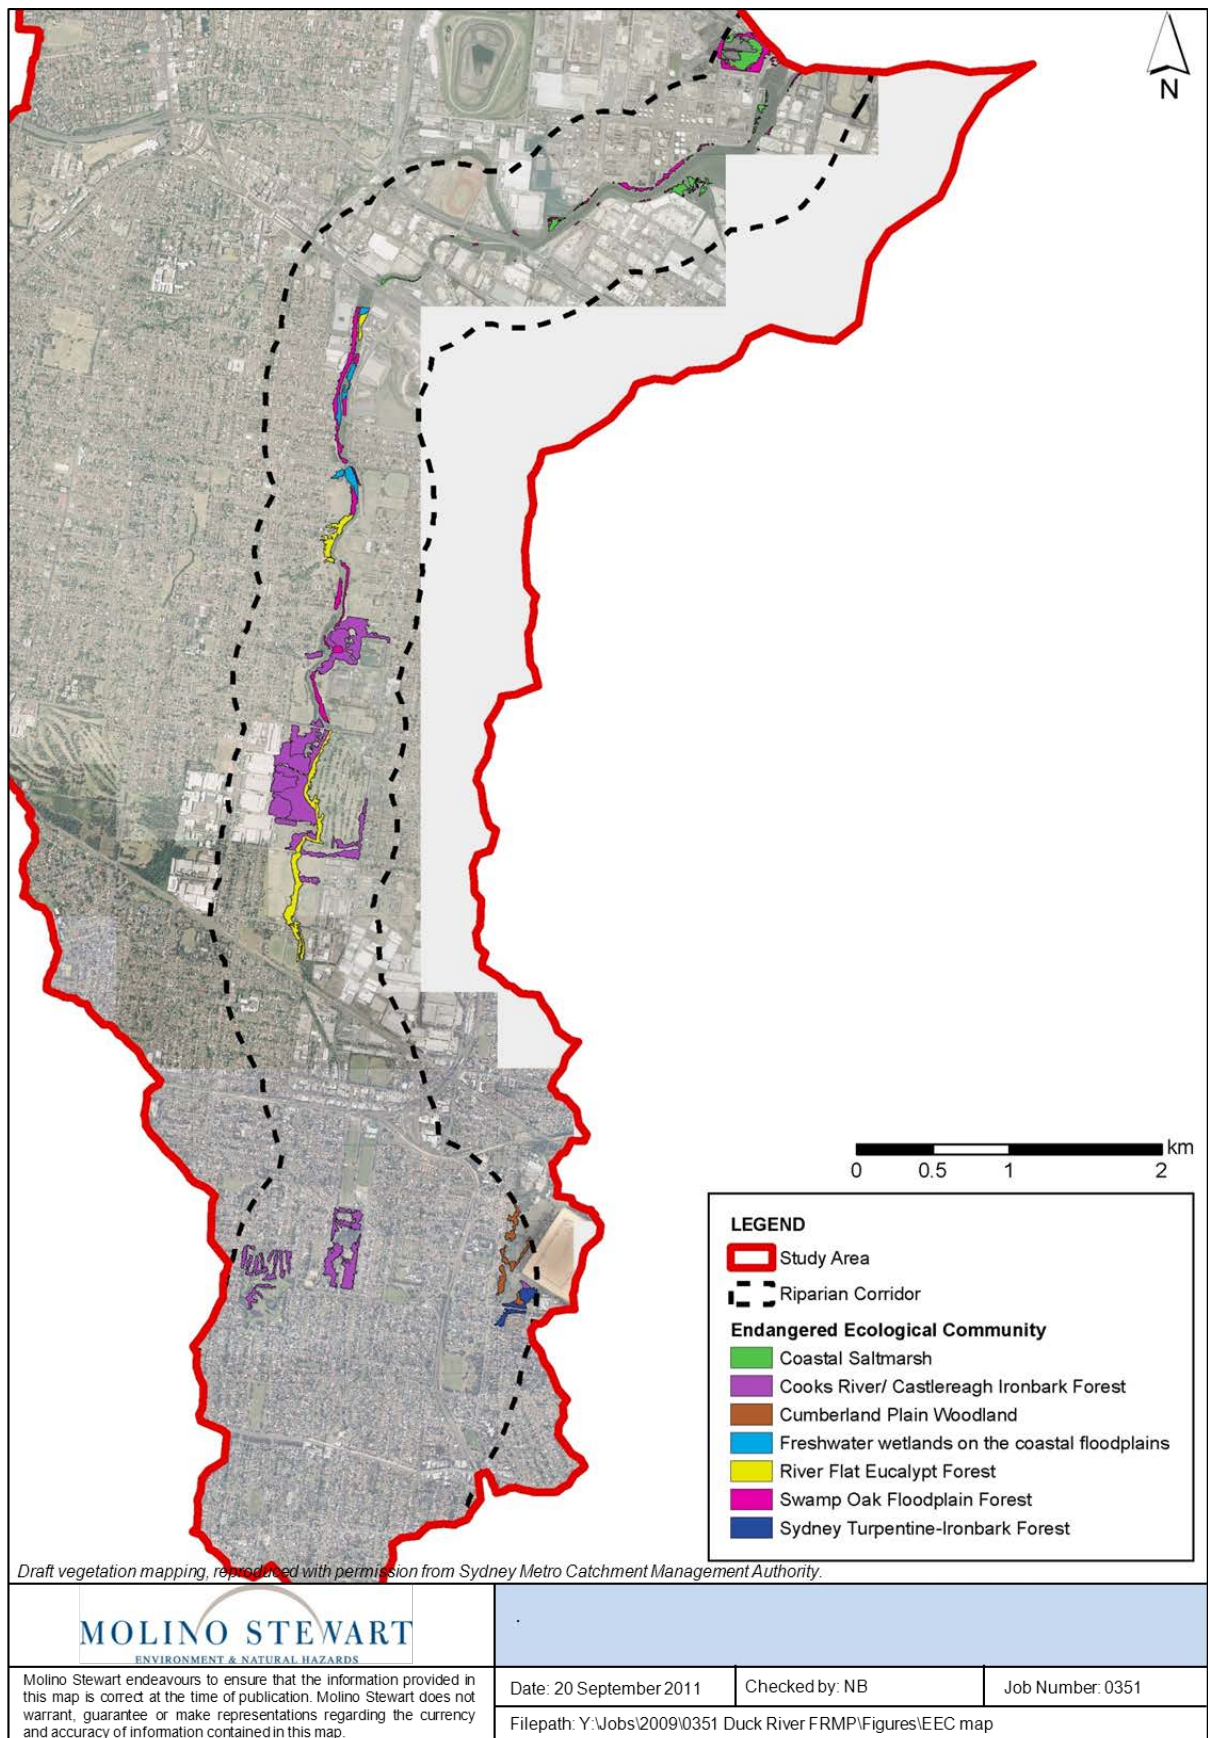 N
km
0 0.5 1 2
LEGEND
Study Area
Riparian Corridor
Endangered Ecological Community
Coastal Saltmarsh
Cooks River/ Castlereagh Ironbark Forest
Cumberland Plain Woodland
Freshwater wetlands on the coastal floodplains
River Flat Eucalypt Forest
Swamp Oak Floodplain Forest
Sydney Turpentine-Ironbark Forest
Draft vegetation mapping, reproduced with permission from Sydney Metro Catchment Management Authority.
MOLINO STEWART
ENVIRONMENT & NATURAL HAZARDS
.
Molino Stewart endeavours to ensure that the information provided in
this map is correct at the time of publication. Molino Stewart does not
warrant, guarantee or make representations regarding the currency
and accuracy of information contained in this map.
Date: 20 September 2011
Checked by: NB
Job Number: 0351
Filepath: Y:\Jobs\2009\0351 Duck River FRMP\Figures\EEC map